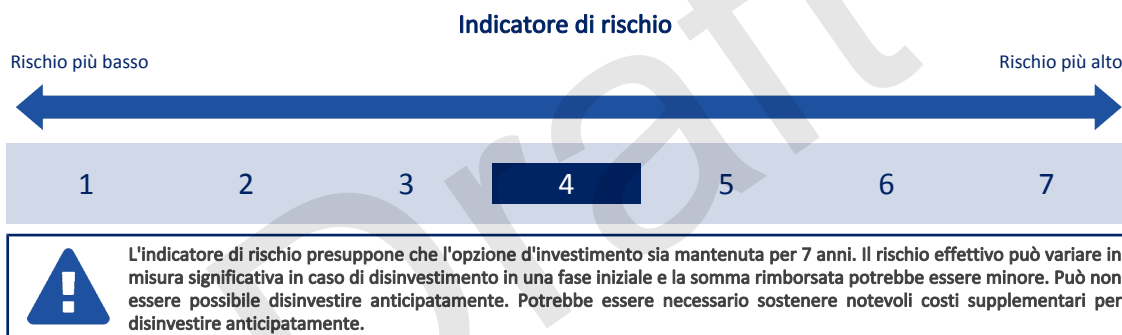 Indicatore di rischio
Rischio più basso
Rischio più alto
1 2 3 4 5 6 7
L'indicatore di rischio presuppone che l'opzione d'investimento sia mantenuta per 7 anni. Il rischio effettivo può variare in
misura significativa in caso di disinvestimento in una fase iniziale e la somma rimborsata potrebbe essere minore. Può non
essere possibile disinvestire anticipatamente. Potrebbe essere necessario sostenere notevoli costi supplementari per
disinvestire anticipatamente.
Draft